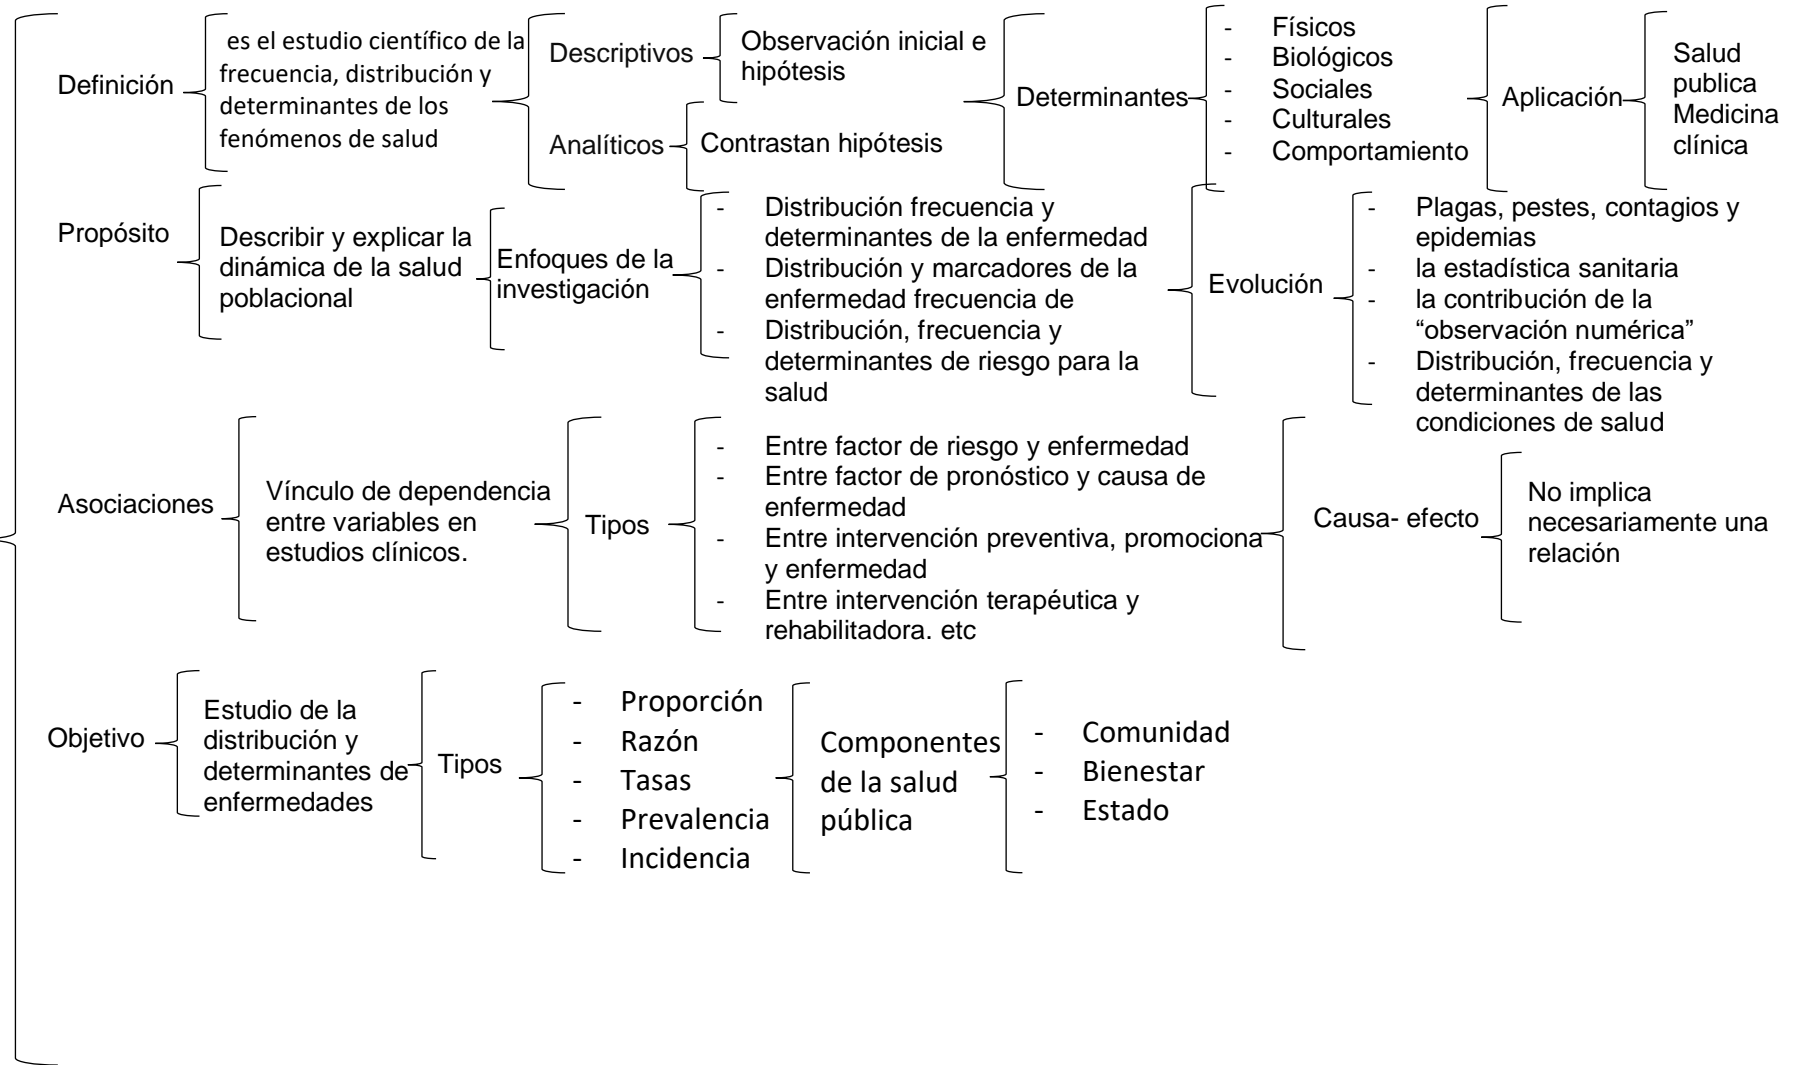 Definición
es el estudio científico de la
frecuencia, distribución y
determinantes de los
fenómenos de salud
Descriptivos
Observación inicial e
hipótesis
Analíticos
Contrastan hipótesis
Determinantes
- Físicos
- Biológicos
- Sociales
- Culturales
- Comportamiento
Aplicación
Salud
publica
Medicina
clínica
Propósito
Describir y explicar la
dinámica de la salud
poblacional
Enfoques de la
investigación
- Distribución frecuencia y
determinantes de la enfermedad
- Distribución y marcadores de la
enfermedad frecuencia de
- Distribución, frecuencia y
determinantes de riesgo para la
salud
Evolución
- Plagas, pestes, contagios y
epidemias
- la estadística sanitaria
- la contribución de la
“observación numérica”
- Distribución, frecuencia y
determinantes de las
condiciones de salud
Asociaciones
Vínculo de dependencia
entre variables en
estudios clínicos.
Tipos
- Entre factor de riesgo y enfermedad
- Entre factor de pronóstico y causa de
enfermedad
- Entre intervención preventiva, promociona
y enfermedad
- Entre intervención terapéutica y
rehabilitadora. etc
Causa- efecto
No implica
necesariamente una
relación
Objetivo
Estudio de la
distribución y
determinantes de
enfermedades
Tipos
- Proporción
- Razón
- Tasas
- Prevalencia
- Incidencia
Componentes
de la salud
pública
- Comunidad
- Bienestar
- Estado